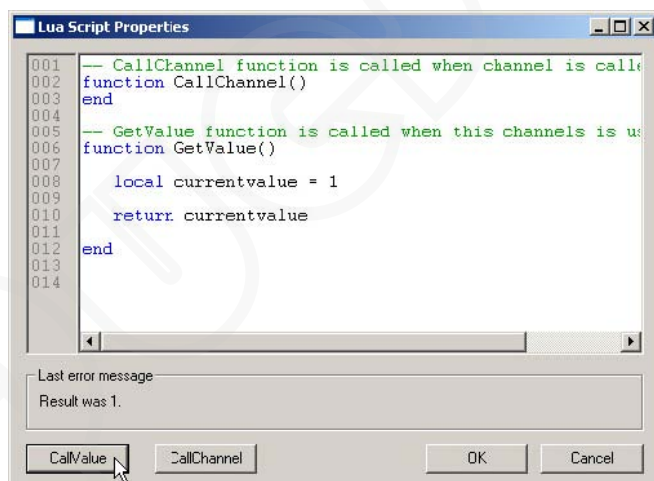 Lua Script Properties
001 -- CallChannel function is called when channel is calle
002 function CallChannel()
003 end
004
005 -- GetValue function is called when this channels is u
006 function GetValue()
007
008 local currentvalue = 1
009
010 return currentvalue
011
012 end
013
014
Last error message
Result was 1.
CallValue CallChannel OK Cancel